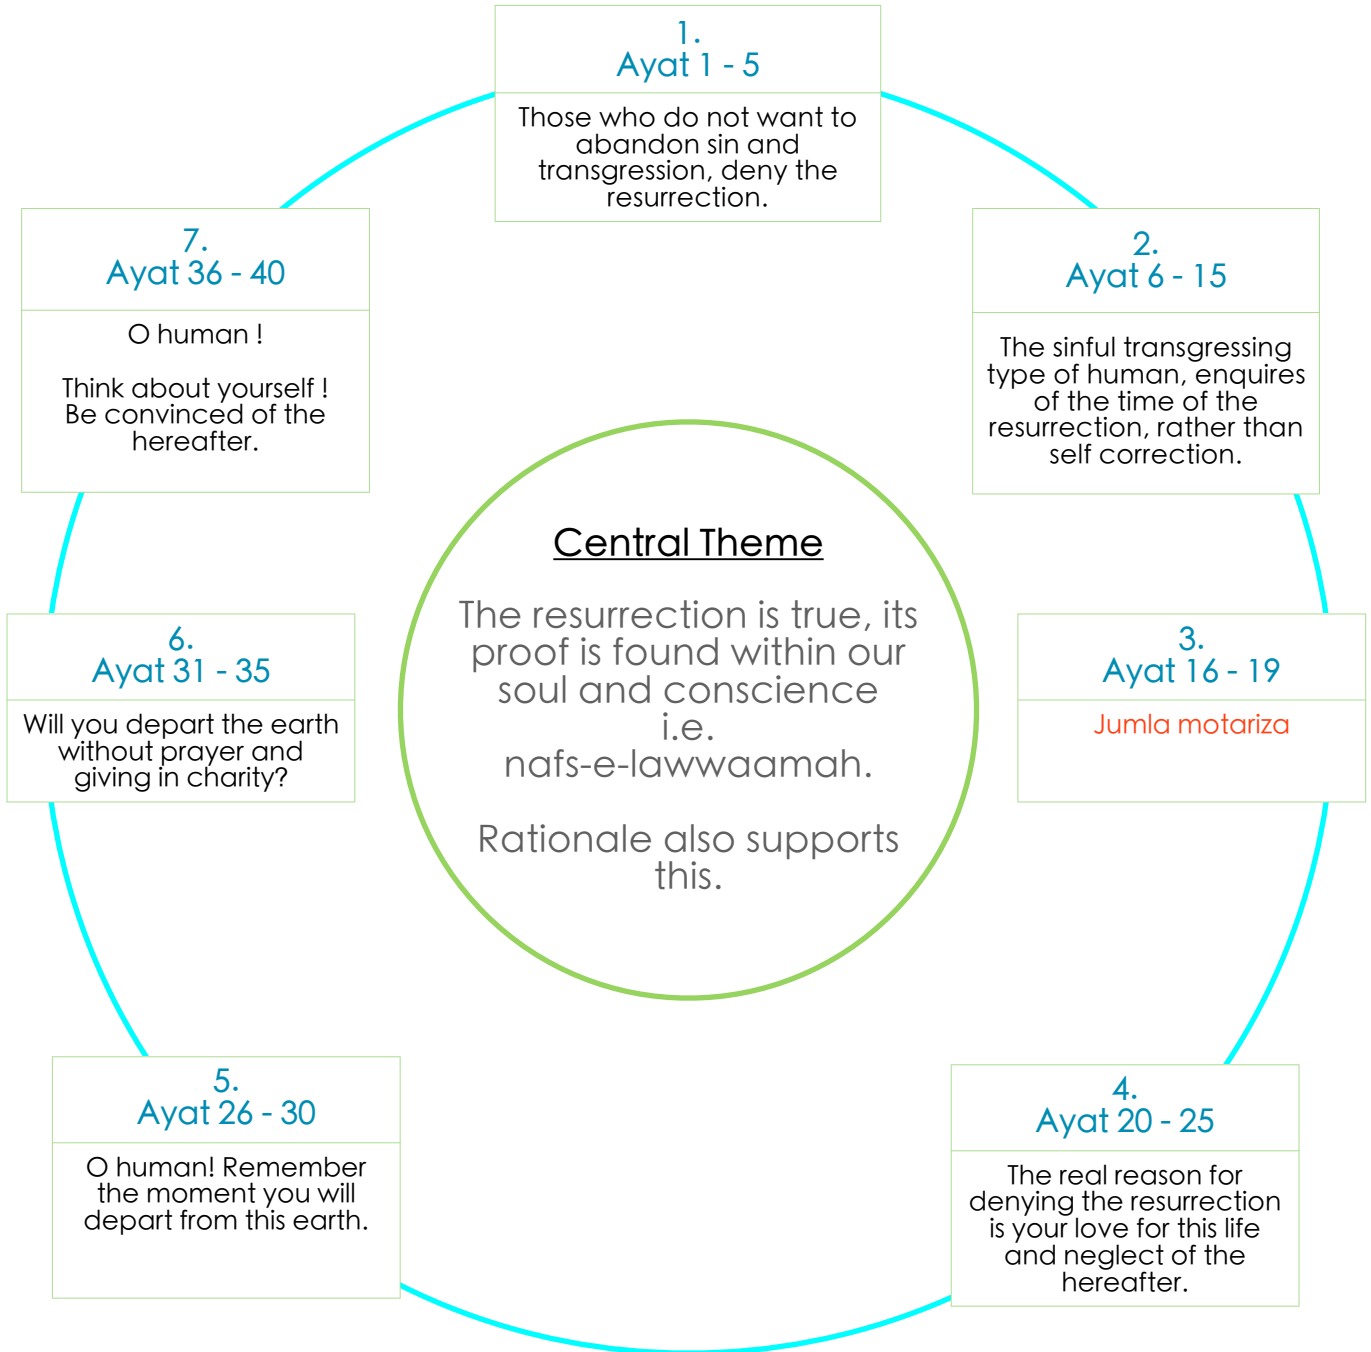 1.
Ayat 1 - 5
Those who do not want to
abandon sin and
transgression, deny the
resurrection.
2.
Ayat 6 - 15
The sinful transgressing
type of human, enquires
of the time of the
resurrection, rather than
self correction.
3.
Ayat 16 - 19
Jumla motariza
4.
Ayat 20 - 25
The real reason for
denying the resurrection
is your love for this life
and neglect of the
hereafter.
5.
Ayat 26 - 30
O human! Remember
the moment you will
depart from this earth.
6.
Ayat 31 - 35
Will you depart the earth
without prayer and
giving in charity?
7.
Ayat 36 - 40
O human !
Think about yourself !
Be convinced of the
hereafter.
Central Theme
The resurrection is true, its
proof is found within our
soul and conscience
i.e.
nafs-e-lawwaamah.
Rationale also supports
this.